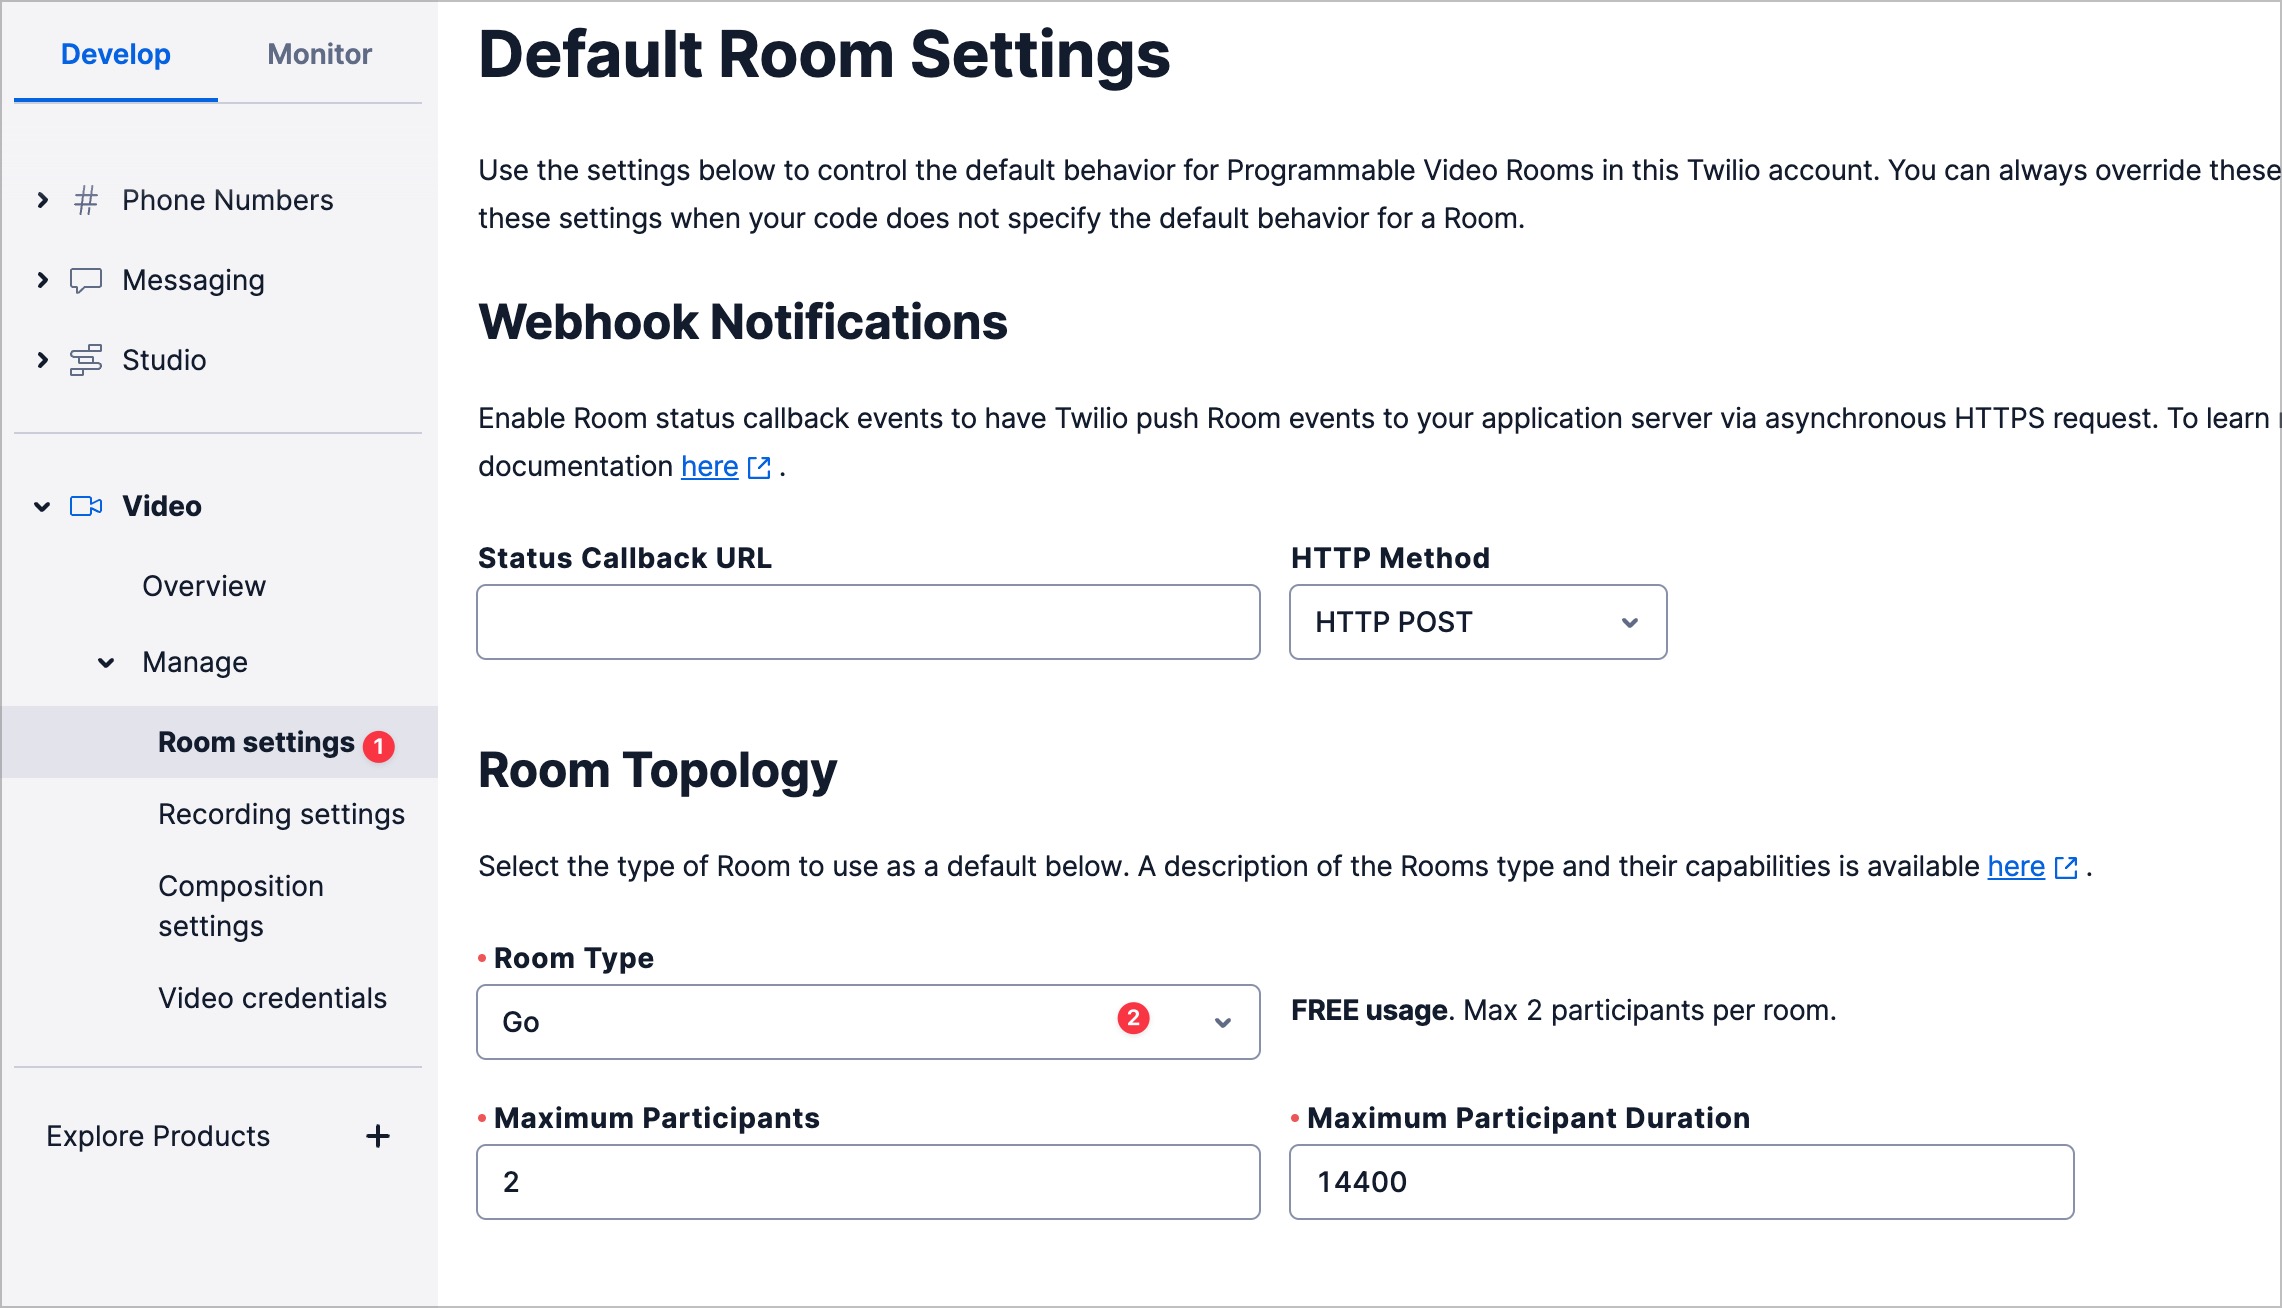 Develop
Monitor
Phone Numbers
Messaging
Studio
Video
Overview
Manage
Room settings 1
Recording settings
Composition
settings
Video credentials
Explore Products
Default Room Settings
Use the settings below to control the default behavior for Programmable Video Rooms in this Twilio account. You can always override these
these settings when your code does not specify the default behavior for a Room.
Webhook Notifications
Enable Room status callback events to have Twilio push Room events to your application server via asynchronous HTTPS request. To learn
documentation here .
Status Callback URL
HTTP Method
HTTP POST
Room Topology
Select the type of Room to use as a default below. A description of the Rooms type and their capabilities is available here .
Room Type
Go 2
FREE usage. Max 2 participants per room.
Maximum Participants
2
Maximum Participant Duration
14400